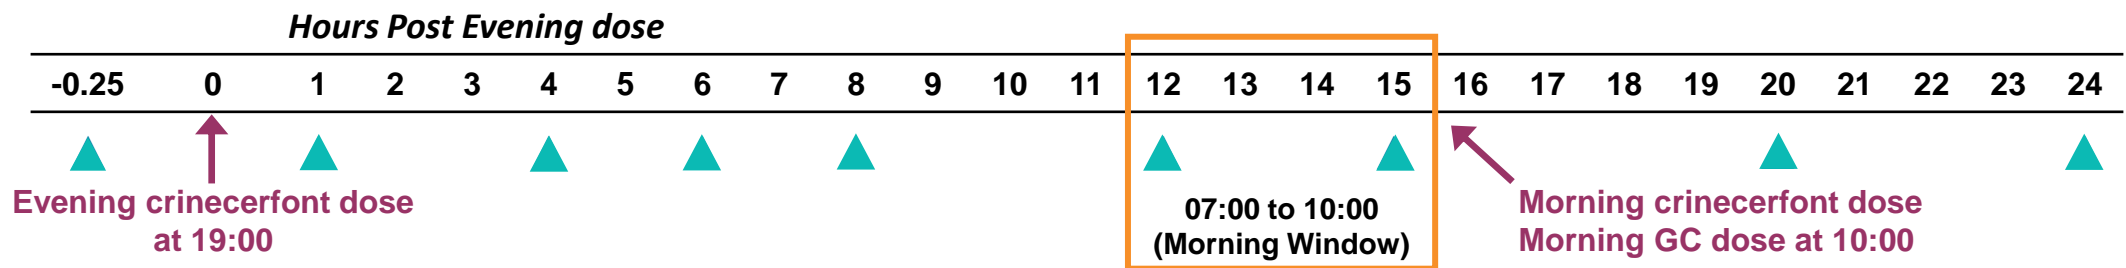 Hours Post Evening dose
-0.25 0 1 2 3 4 5 6 7 8 9 10 11 12 13 14 15 16 17 18 19 20 21 22 23 24
Evening crinecerfont dose
at 19:00
07:00 to 10:00
(Morning Window)
Morning crinecerfont dose
Morning GC dose at 10:00